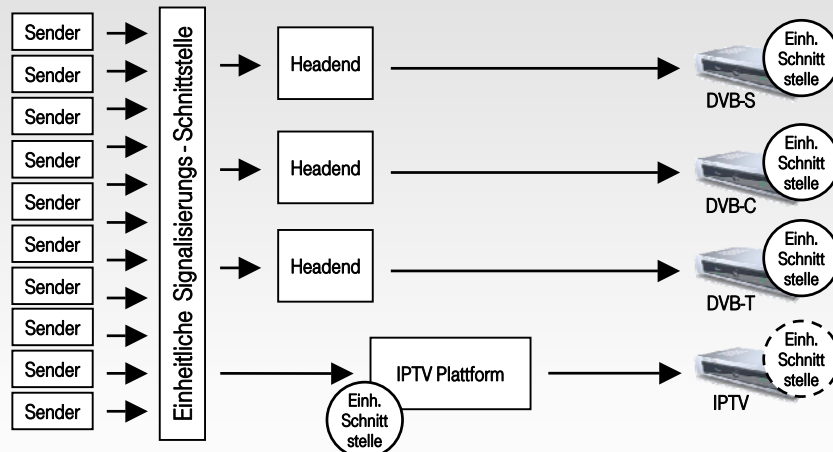 Sender
Sender
Sender
Sender
Sender
Sender
Sender
Sender
Sender
Sender
Einheitliche Signalisierungs - Schnittstelle
Headend
Headend
Headend
IPTV Plattform
Einh.
Schnitt
stelle
Einh.
Schnitt
stelle
DVB-S
Einh.
Schnitt
stelle
DVB-C
Einh.
Schnitt
stelle
DVB-T
Einh.
Schnitt
stelle
IPTV